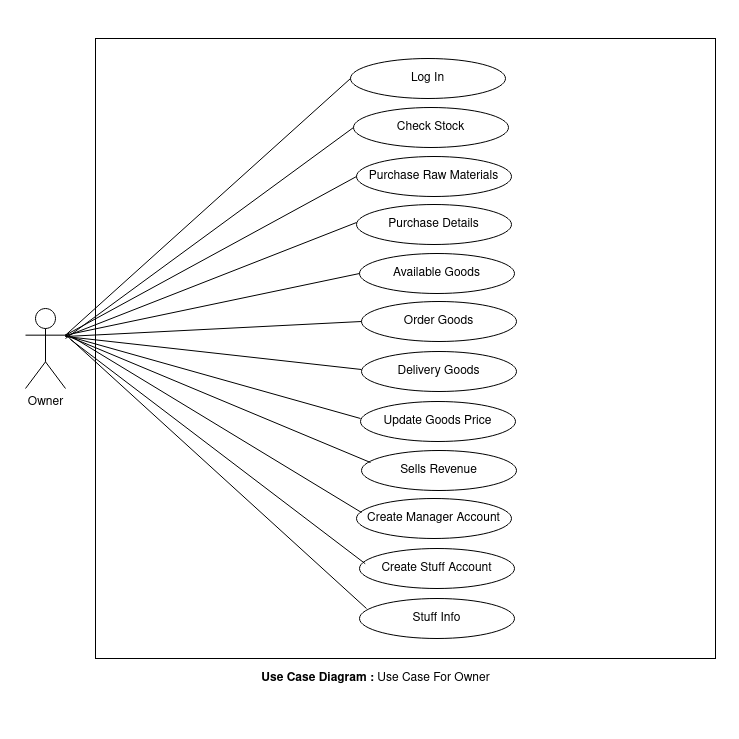 Log In
Check Stock
Purchase Raw Materials
Purchase Details
Available Goods
Order Goods
Delivery Goods
Update Goods Price
Sells Revenue
Create Manager Account
Create Stuff Account
Stuff Info
Owner
Use Case Diagram : Use Case For Owner